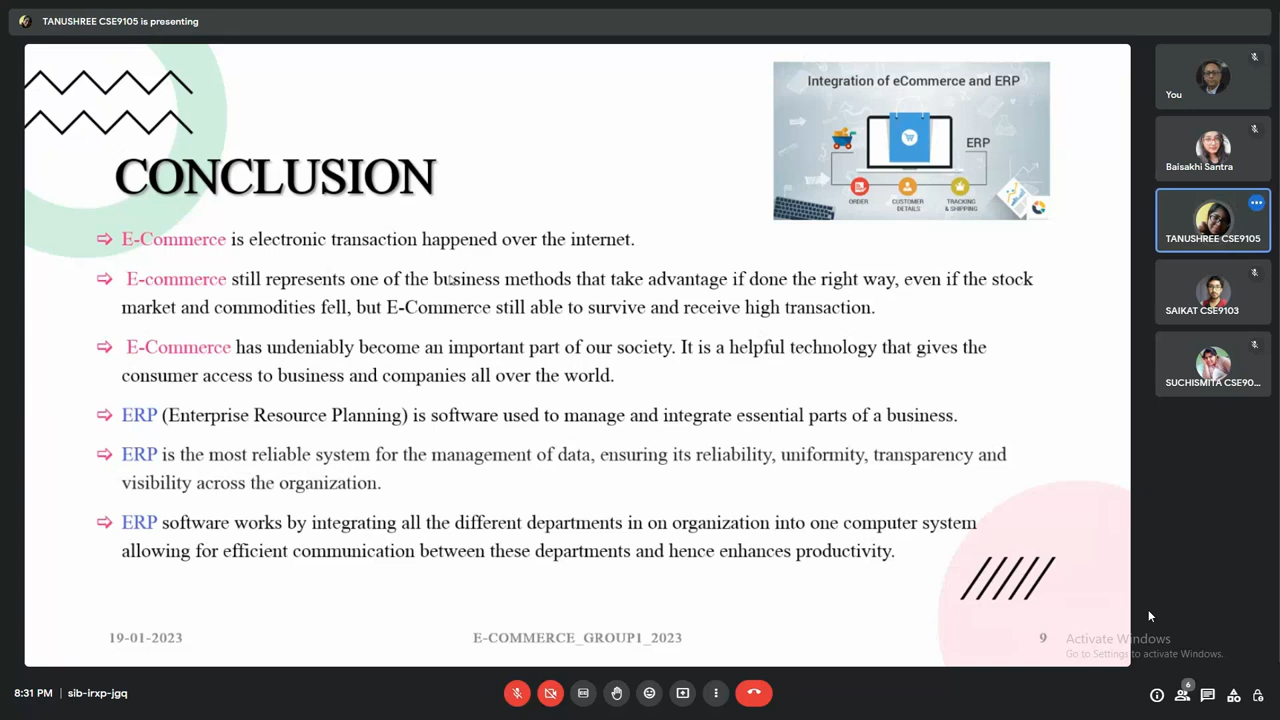 TANUSHREE CSE9105 is presenting
Integration of eCommerce and ERP
ERP
ORDER
CUSTOMER
DETAILS
TRACKING
& SHIPPING
CONCLUSION
E-Commerce is electronic transaction happened over the internet.
E-commerce still represents one of the business methods that take advantage if done the right way, even if the stock
market and commodities fell, but E-Commerce still able to survive and receive high transaction.
E-Commerce has undeniably become an important part of our society. It is a helpful technology that gives the
consumer access to business and companies all over the world.
ERP (Enterprise Resource Planning) is software used to manage and integrate essential parts of a business.
ERP is the most reliable system for the management of data, ensuring its reliability, uniformity, transparency and
visibility across the organization.
ERP software works by integrating all the different departments in on organization into one computer system
allowing for efficient communication between these departments and hence enhances productivity.
19-01-2023
E-COMMERCE_GROUP1_2023
9
You
Baisakhi Santra
TANUSHREE CSE9105
SAIKAT CSE9103
SUCHISMITA CSE90...
Activate Windows
Go to Settings to activate Windows.
8:31 PM | sib-irxp-jgq
6